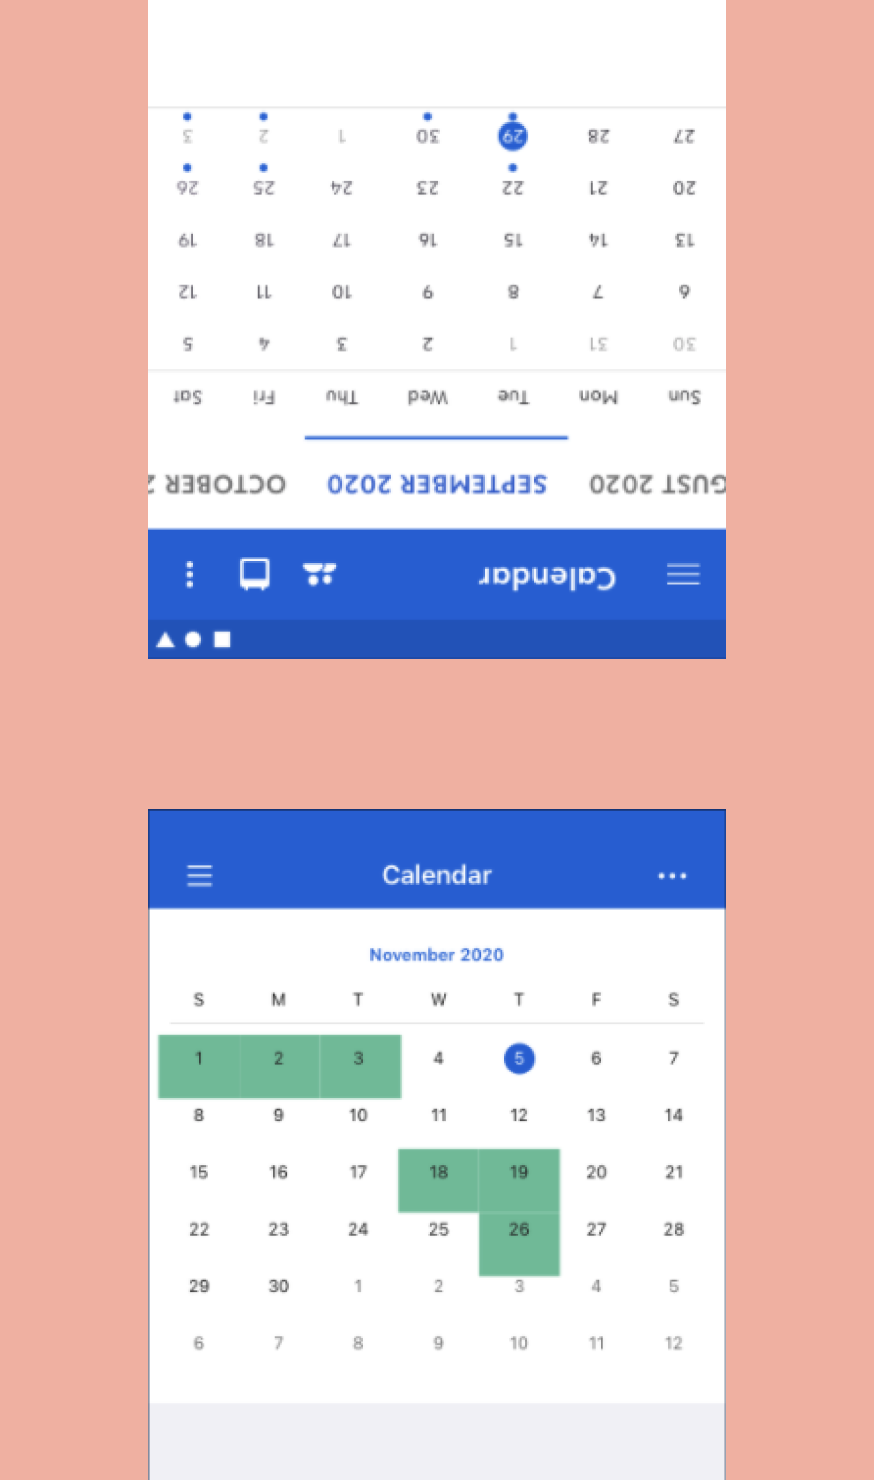 Calendar
GUST 2020 SEPTEMBER 2020 OCTOBER 2
Sun Mon Tue Wed Thu Fri Sat
30 31 1 2 3 4 5
6 7 8 9 10 11 12
13 14 15 16 17 18 19
20 21 22 23 24 25 26
27 28 29 30 1 2 3
Calendar
November 2020
S M T W T F S
1 2 3 4 5 6 7
8 9 10 11 12 13 14
15 16 17 18 19 20 21
22 23 24 25 26 27 28
29 30 1 2 3 4 5
6 7 8 9 10 11 12